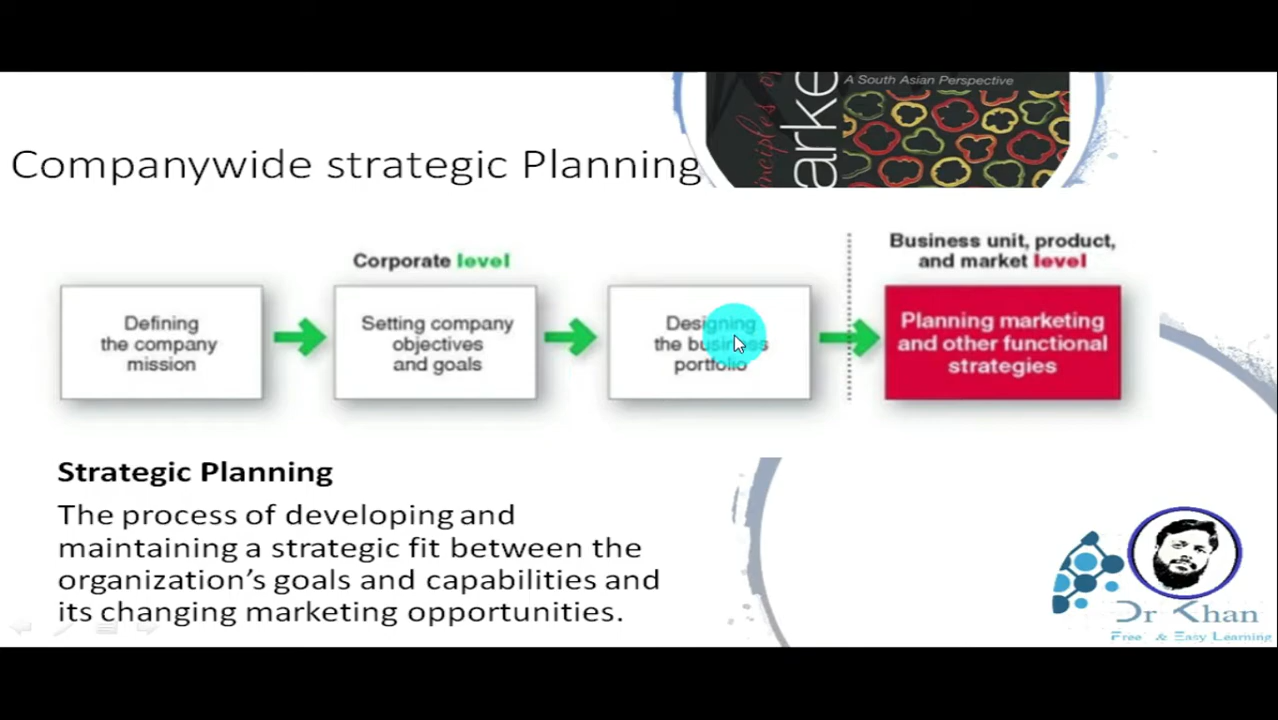 A South Asian Perspective
Principles of
arke
Companywide strategic Planning
Corporate level
Business unit, product,
and market level
Defining
the company
mission
Setting company
objectives
and goals
Designing
the business
portfolio
Planning marketing
and other functional
strategies
Strategic Planning
The process of developing and
maintaining a strategic fit between the
organization's goals and capabilities and
its changing marketing opportunities.
Dr Khan
Free & Easy Learning